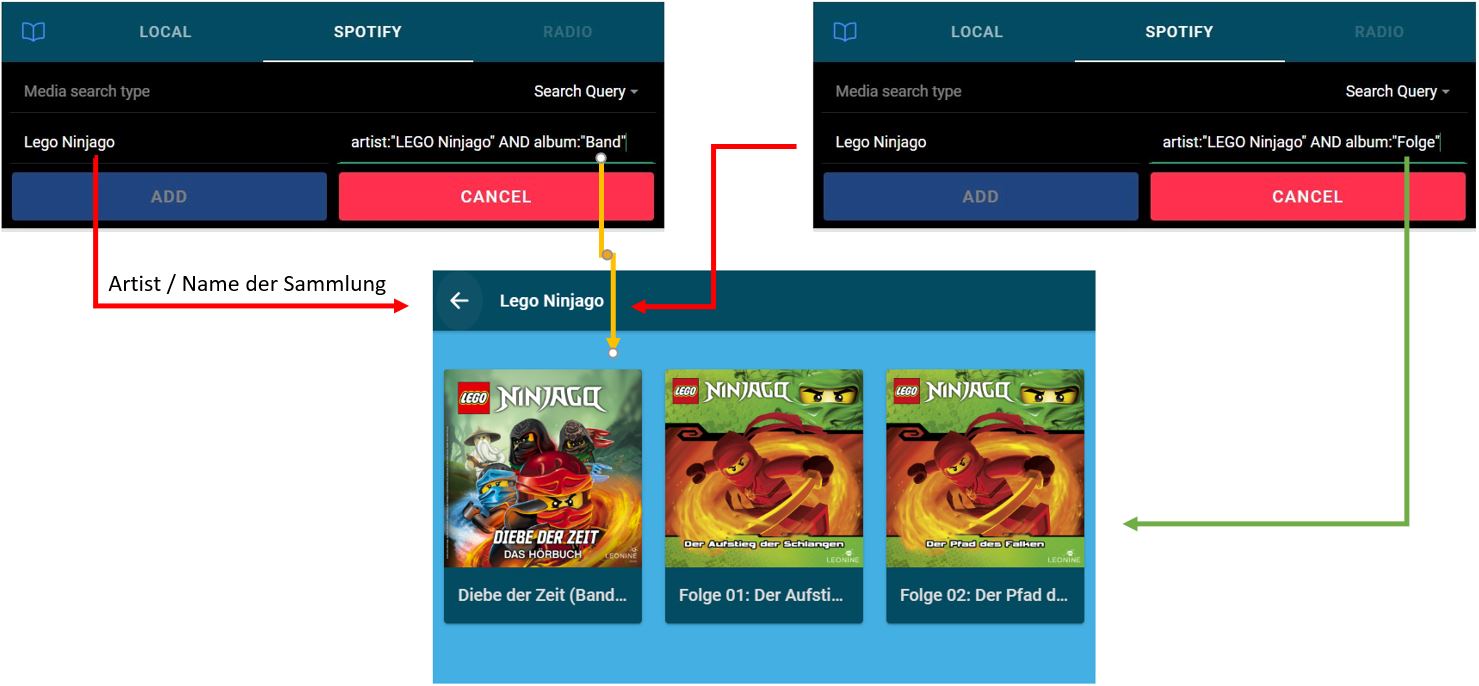 LOCAL SPOTIFY RADIO
Media search type Search Query
Lego Ninjago artist:"LEGO Ninjago" AND album:"Band"
ADD CANCEL
LOCAL SPOTIFY RADIO
Media search type Search Query
Lego Ninjago artist:"LEGO Ninjago" AND album:"Folge"
ADD CANCEL
Artist / Name der Sammlung
Lego Ninjago
LEGO NINJAGO
DIEBE DER ZEIT
DAS HÖRBUCH
LEONINE
Diebe der Zeit (Band...
LEGO NINJAGO
Der Aufstieg der Schlangen
LEONINE
Folge 01: Der Aufsti...
LEGO NINJAGO
Der Pfad des Falken
LEONINE
Folge 02: Der Pfad d...